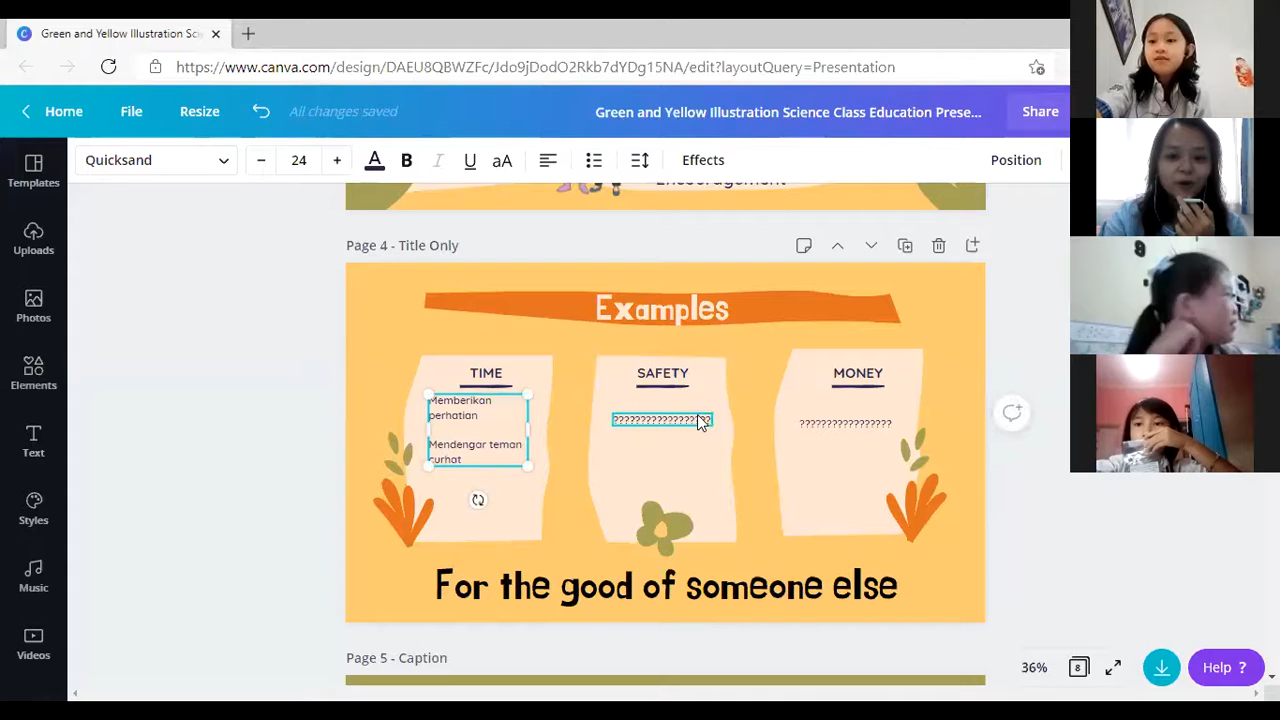 Green and Yellow Illustration Sci
https://www.canva.com/design/DAEU8QBWZFc/Jdo9jDodO2Rkb7dYDg15NA/edit?layoutQuery=Presentation
Home File Resize All changes saved Green and Yellow Illustration Science Class Education Prese... Share
Quicksand 24 A B I U aA Effects Position
Templates
Uploads
Photos
Elements
Text
Styles
Music
Videos
Encouragement
Page 4 - Title Only
Examples
TIME
Memberikan
perhatian
Mendengar teman
curhat
SAFETY
?????????????????
MONEY
?????????????????
For the good of someone else
Page 5 - Caption
36% 8 Help ?